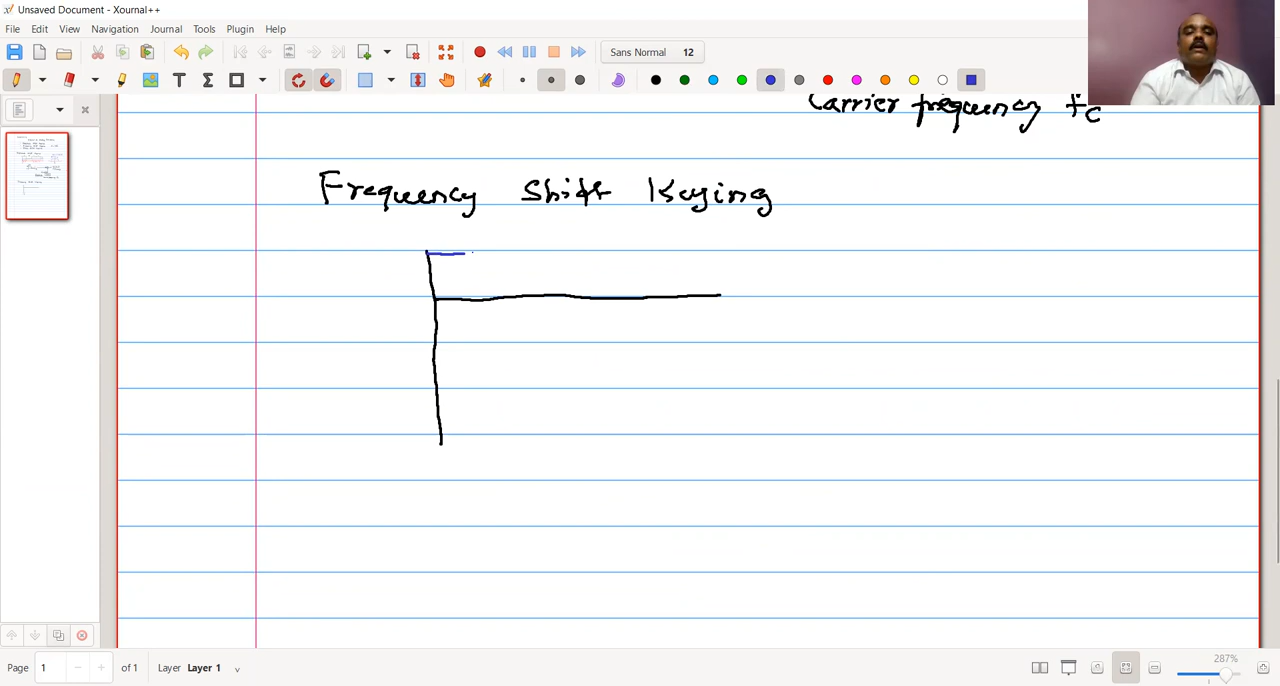 Unsaved Document - Xournal++
File Edit View Navigation Journal Tools Plugin Help
Sans Normal 12
Carrier frequency fc
Frequency Shift Keying
287%
Page 1 of 1 Layer Layer 1